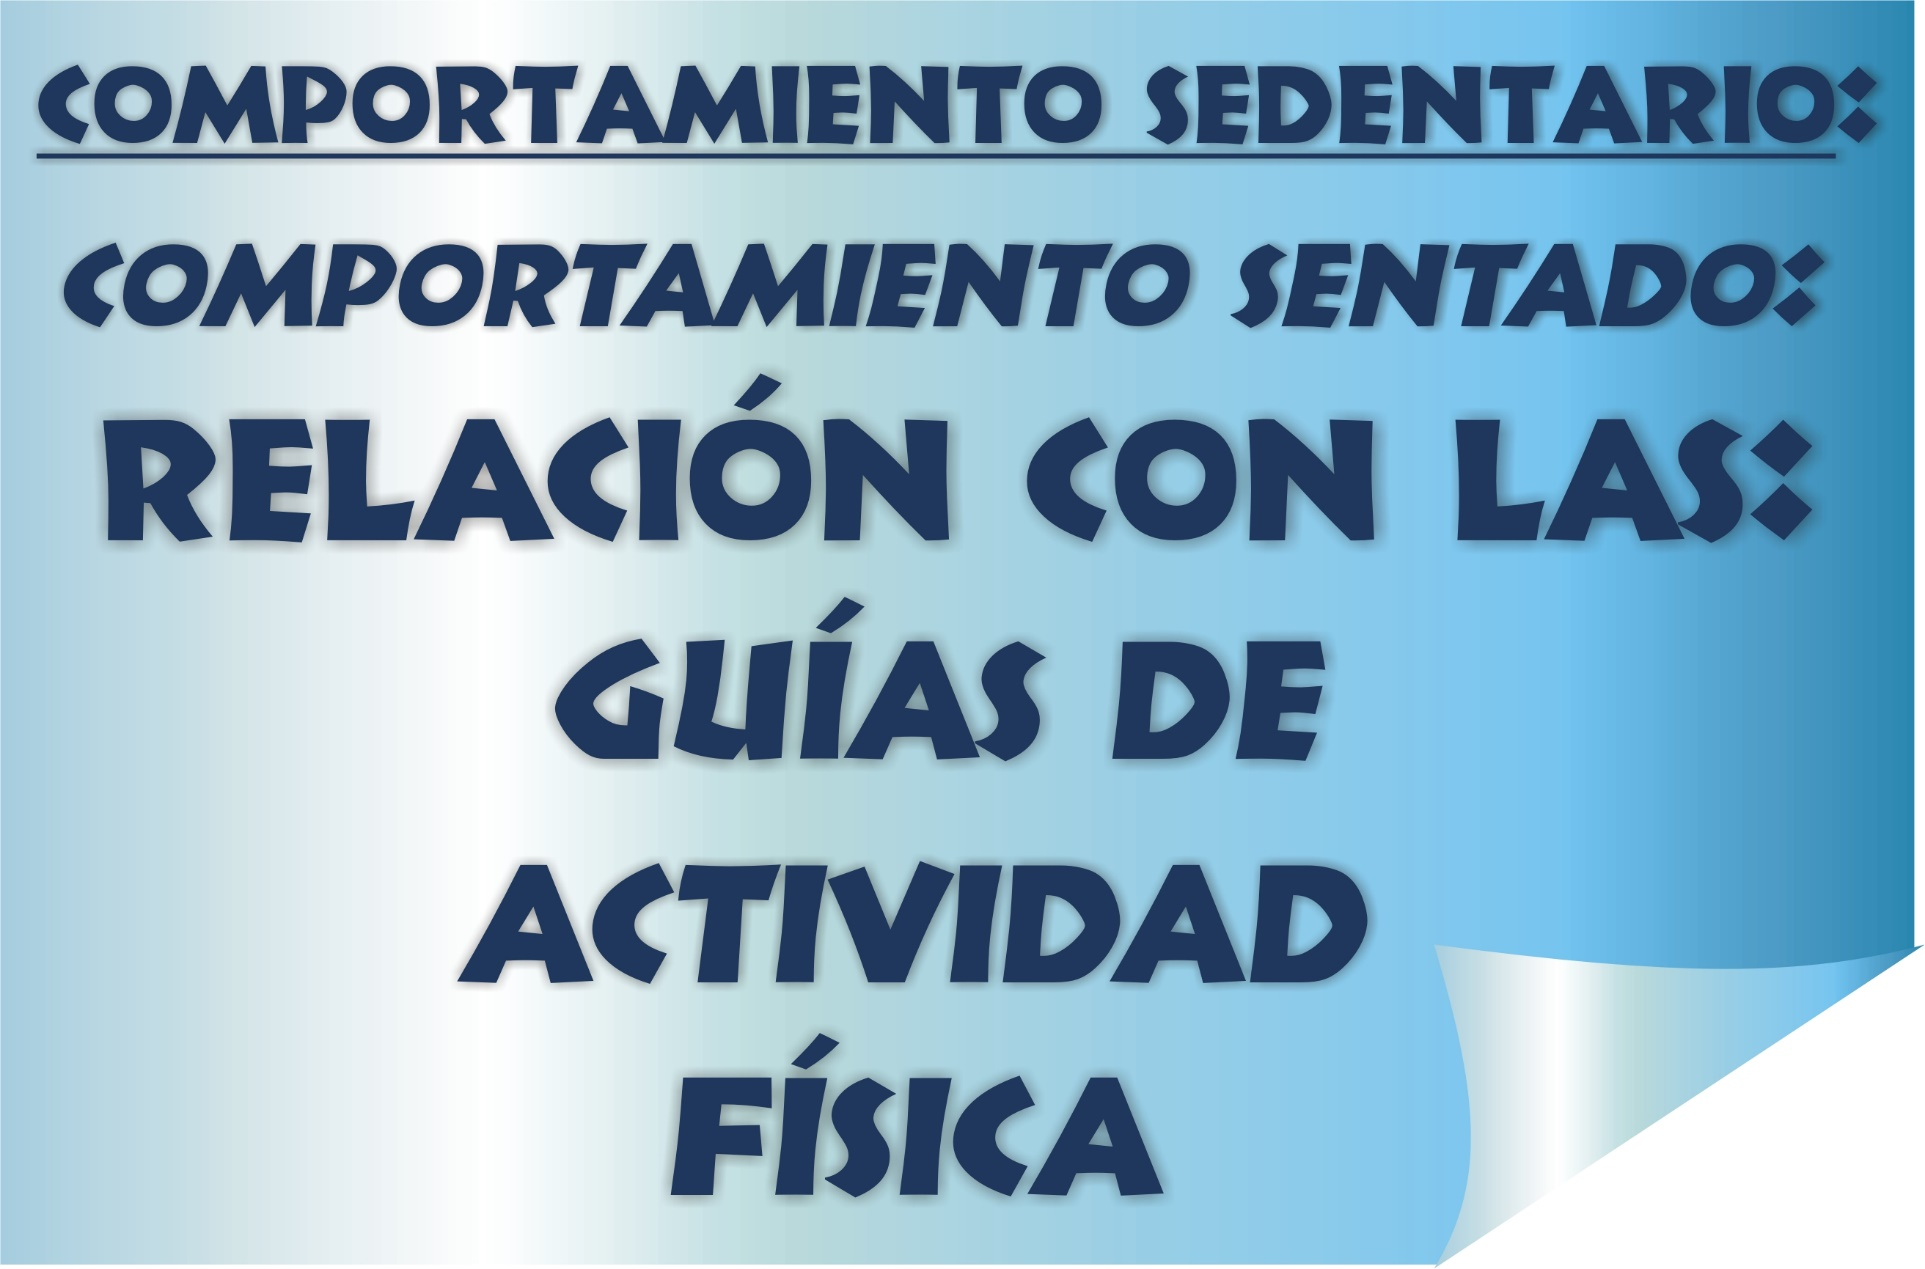 COMPORTAMIENTO SEDENTARIO:
COMPORTAMIENTO SENTADO:
RELACIÓN CON LAS:
GUÍAS DE
ACTIVIDAD
FÍSICA